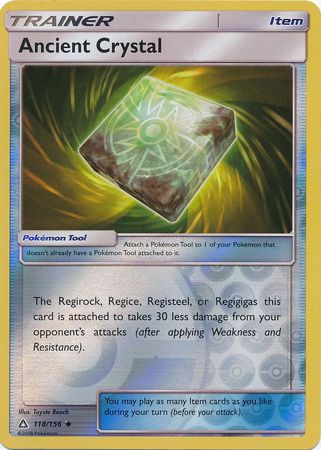 TRAINER Item
Ancient Crystal
Pokémon Tool
Attach a Pokémon Tool to 1 of your Pokémon that
doesn't already have a Pokémon Tool attached to it.
The Regirock, Regice, Registeel, or Regigigas this
card is attached to takes 30 less damage from your
opponent's attacks (after applying Weakness and
Resistance).
You may play as many Item cards as you like
during your turn (before your attack).
Illus. Tayste Beach
118/156
©2018 Pokémon